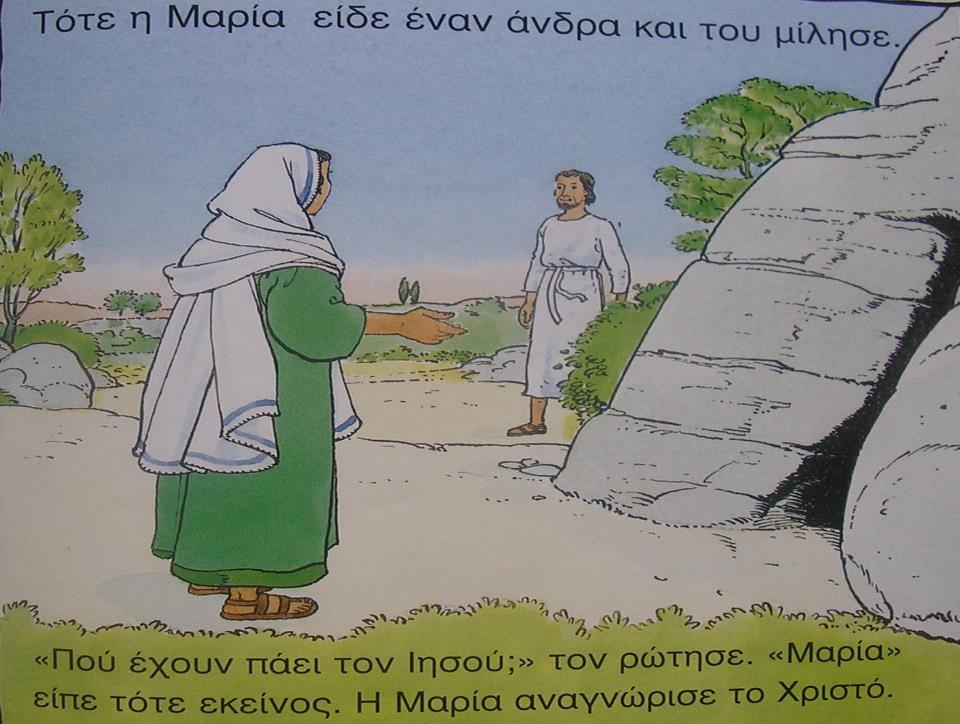 Τότε η Μαρία είδε έναν άνδρα και του μίλησε.
«Πού έχουν πάει τον Ιησού;» τον ρώτησε. «Μαρία»
είπε τότε εκείνος. Η Μαρία αναγνώρισε το Χριστό.